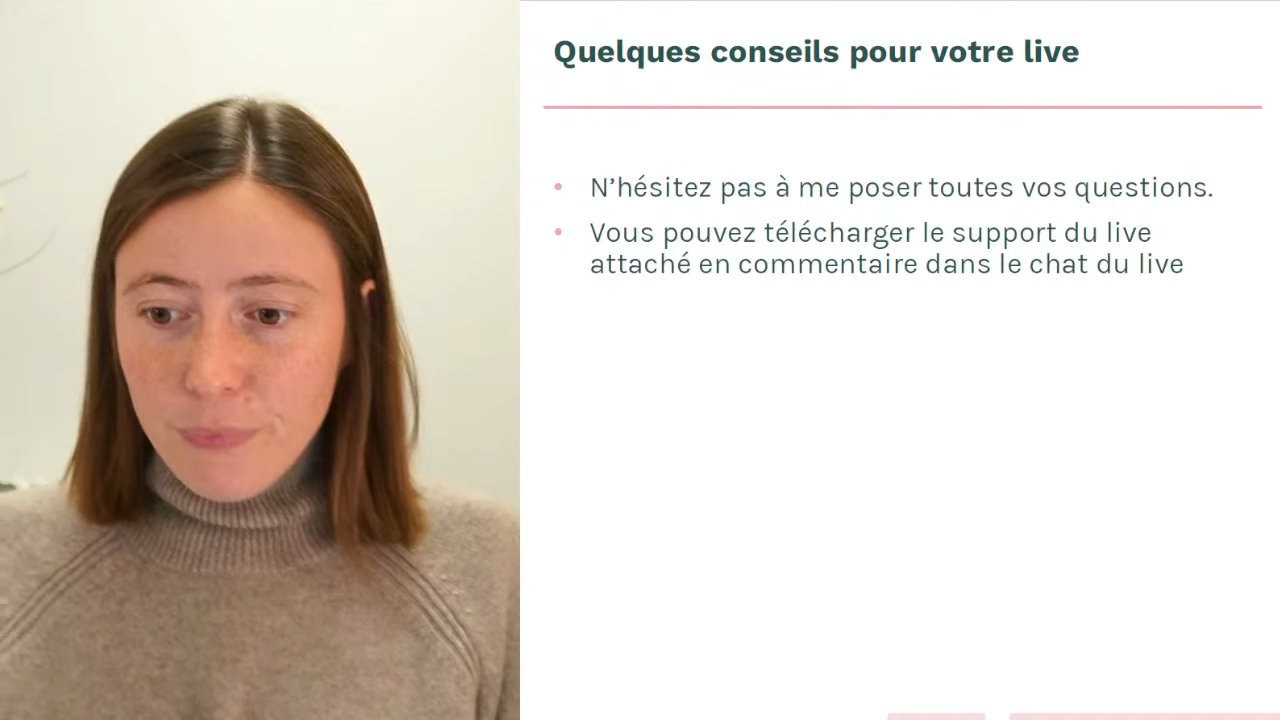 Quelques conseils pour votre live
• N’hésitez pas à me poser toutes vos questions.
• Vous pouvez télécharger le support du live
attaché en commentaire dans le chat du live